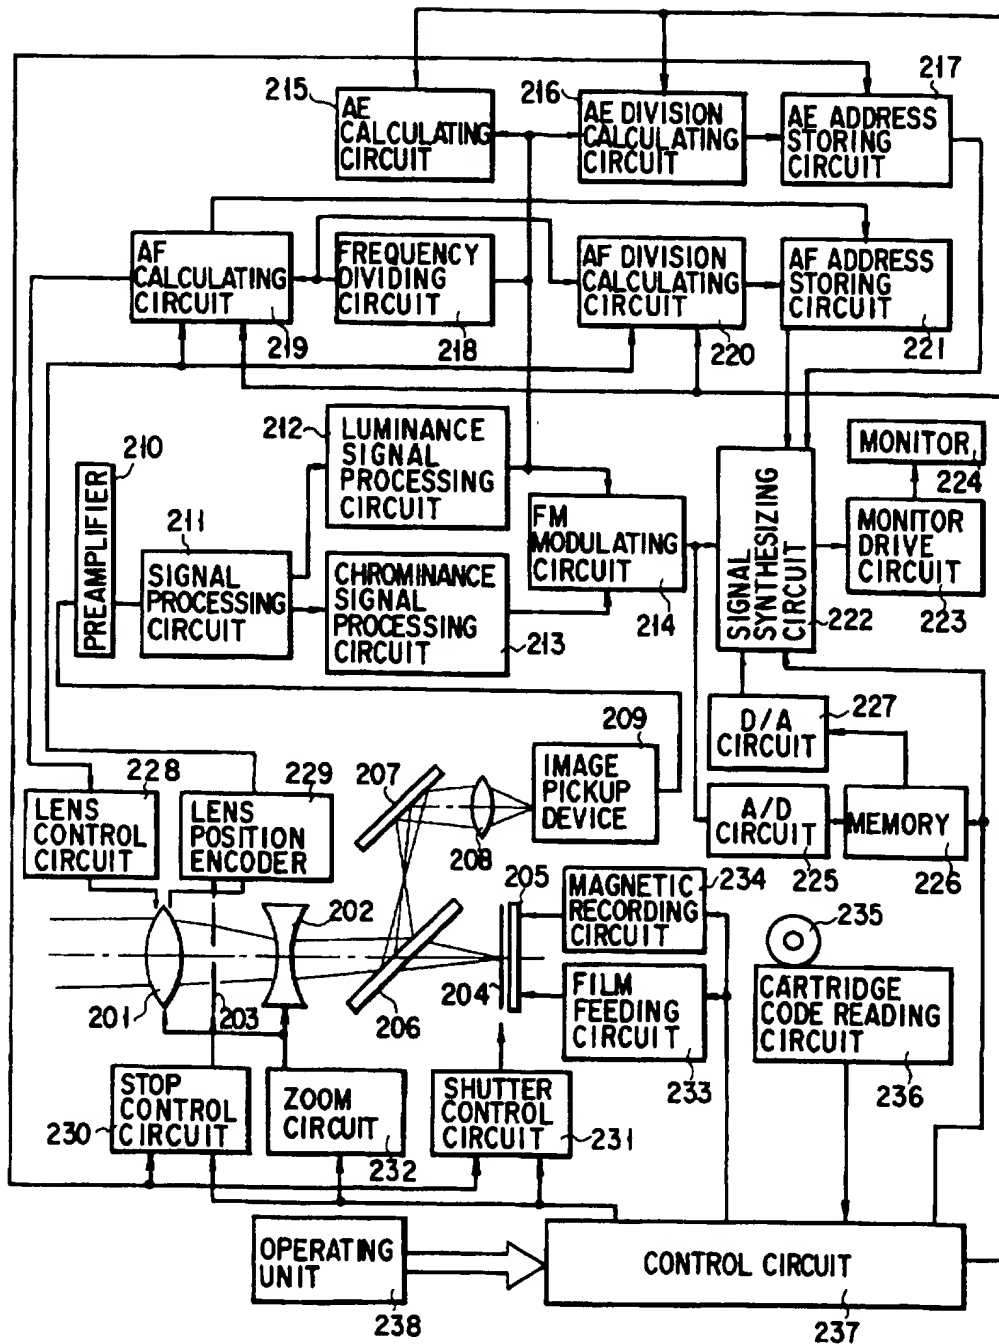 215
AE
CALCULATING
CIRCUIT
216
AE DIVISION
CALCULATING
CIRCUIT
217
AE ADDRESS
STORING
CIRCUIT
AF
CALCULATING
CIRCUIT
219
FREQUENCY
DIVIDING
CIRCUIT
218
AF DIVISION
CALCULATING
CIRCUIT
220
AF ADDRESS
STORING
CIRCUIT
221
210
PREAMPLIFIER
211
SIGNAL
PROCESSING
CIRCUIT
212
LUMINANCE
SIGNAL
PROCESSING
CIRCUIT
CHROMINANCE
SIGNAL
PROCESSING
CIRCUIT
213
FM
MODULATING
CIRCUIT
214
SIGNAL
SYNTHESIZING
CIRCUIT
222
MONITOR
224
MONITOR
DRIVE
CIRCUIT
223
D/A
CIRCUIT
227
A/D
CIRCUIT
225
MEMORY
226
228
LENS
CONTROL
CIRCUIT
229
LENS
POSITION
ENCODER
207
208
209
IMAGE
PICKUP
DEVICE
201
203
202
206
204
205
234
MAGNETIC
RECORDING
CIRCUIT
FILM
FEEDING
CIRCUIT
233
235
CARTRIDGE
CODE READING
CIRCUIT
236
230
STOP
CONTROL
CIRCUIT
ZOOM
CIRCUIT
232
SHUTTER
CONTROL
CIRCUIT
231
OPERATING
UNIT
238
CONTROL CIRCUIT
237